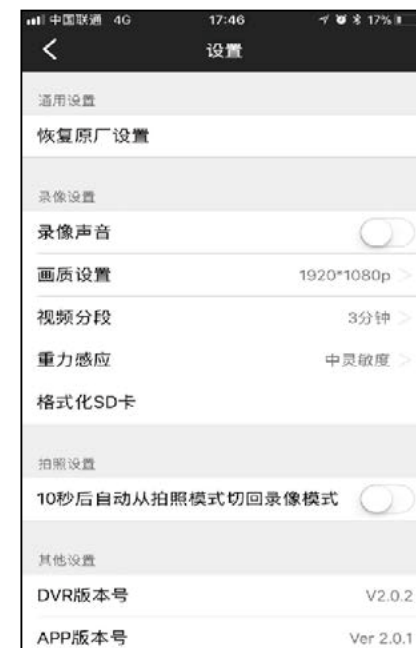 中国联通 4G 17:46 17%
设置
通用设置
恢复原厂设置
录像设置
录像声音
画质设置 1920*1080p
视频分段 3分钟
重力感应 中灵敏度
格式化SD卡
拍照设置
10秒后自动从拍照模式切回录像模式
其他设置
DVR版本号 V2.0.2
APP版本号 Ver 2.0.1